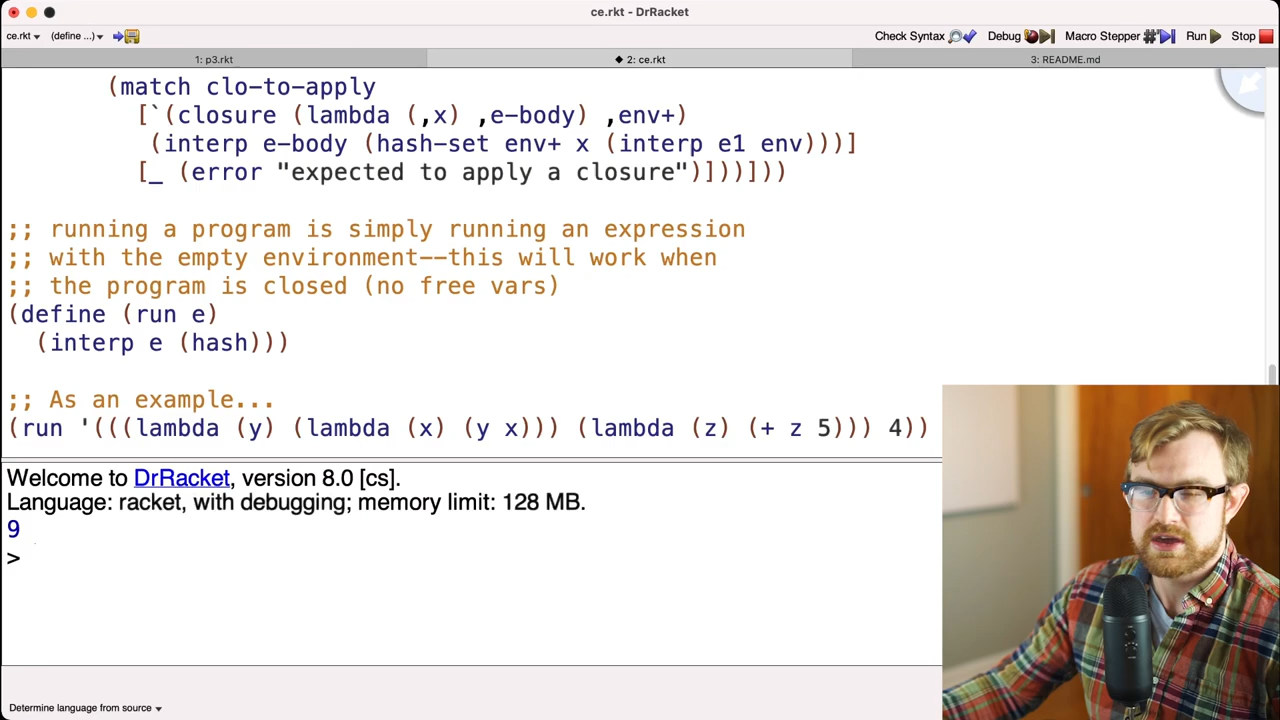 ce.rkt - DrRacket
ce.rkt ▾ (define ...) ▾ Check Syntax Debug Macro Stepper Run Stop
1: p3.rkt ◆ 2: ce.rkt 3: README.md
(match clo-to-apply
[`(closure (lambda (,x) ,e-body) ,env+)
(interp e-body (hash-set env+ x (interp e1 env)))]
[_ (error "expected to apply a closure")]))]))
;; running a program is simply running an expression
;; with the empty environment--this will work when
;; the program is closed (no free vars)
(define (run e)
(interp e (hash)))
;; As an example...
(run '(((lambda (y) (lambda (x) (y x))) (lambda (z) (+ z 5))) 4))
Welcome to DrRacket, version 8.0 [cs].
Language: racket, with debugging; memory limit: 128 MB.
9
>
Determine language from source ▾